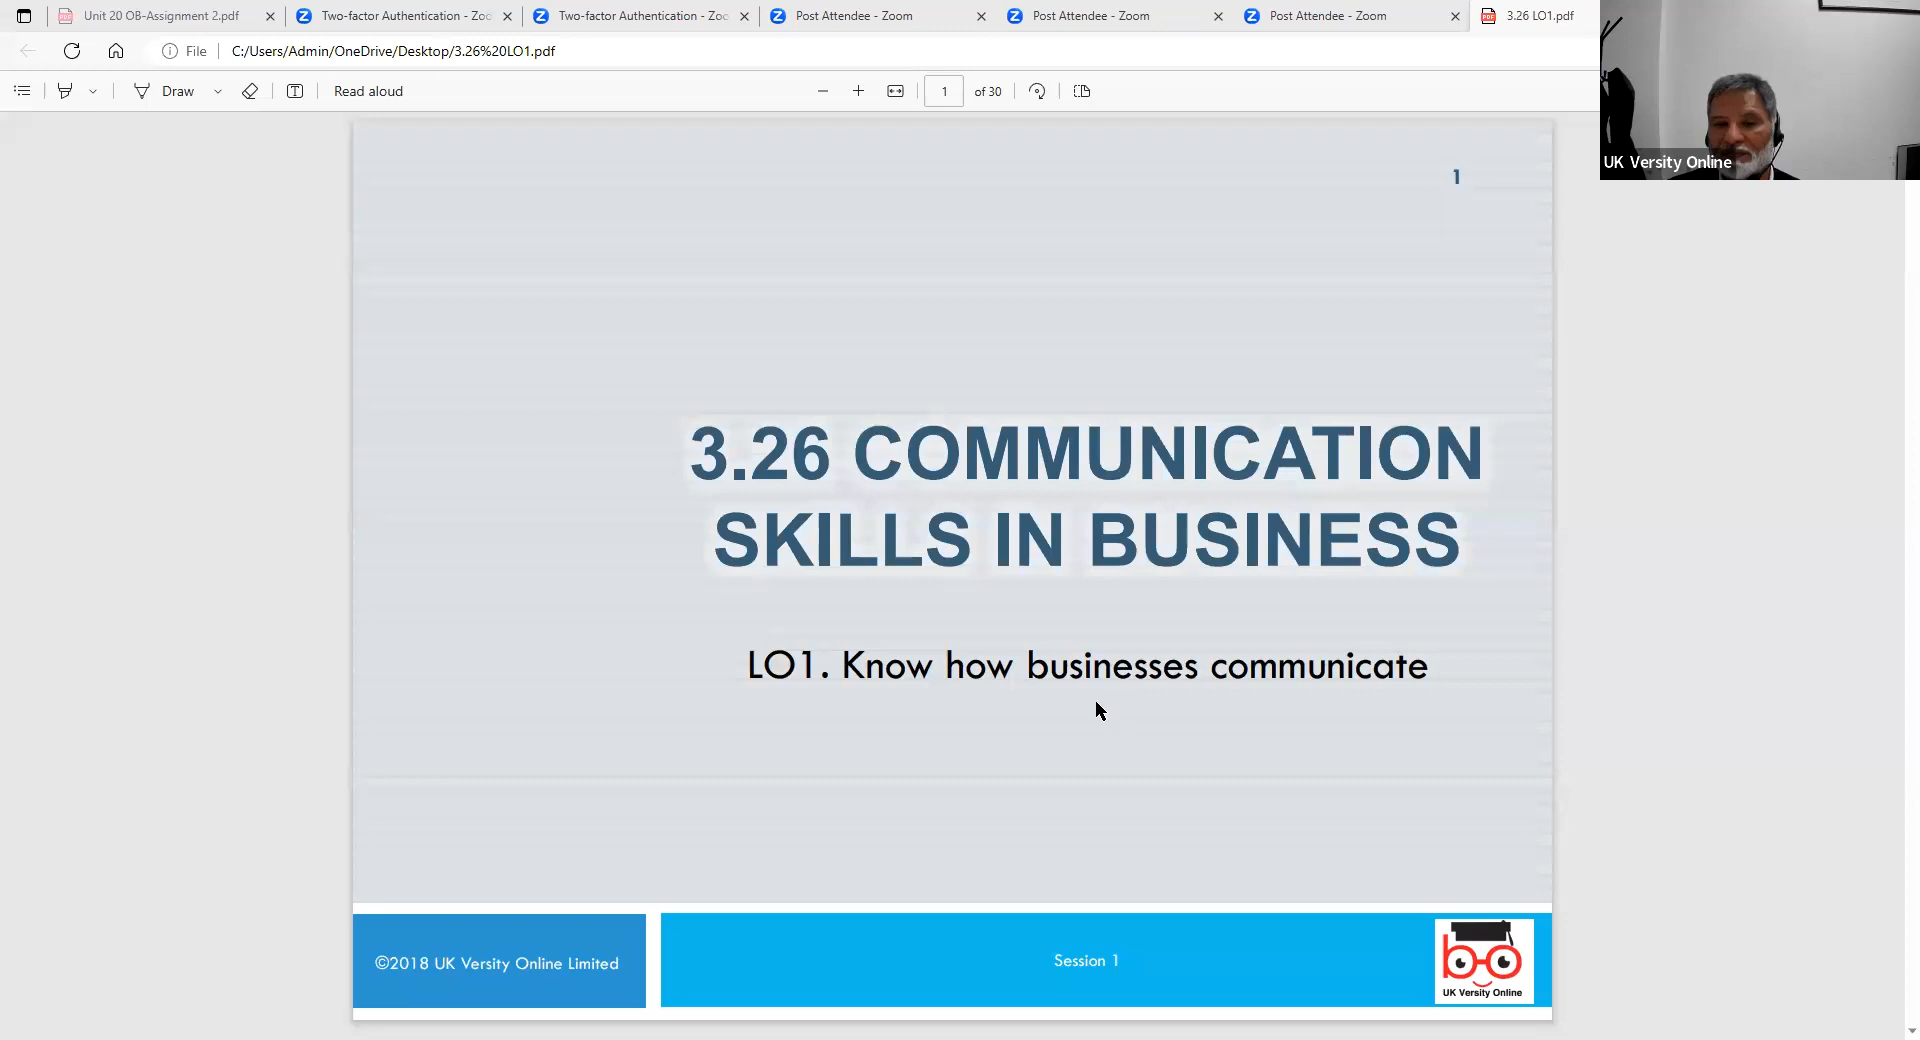 Unit 20 OB-Assignment 2.pdf
Two-factor Authentication - Zoo
Two-factor Authentication - Zoo
Post Attendee - Zoom
Post Attendee - Zoom
Post Attendee - Zoom
3.26 LO1.pdf
File
C:/Users/Admin/OneDrive/Desktop/3.26%20LO1.pdf
Draw
Read aloud
1
of 30
UK Versity Online
1
3.26 COMMUNICATION
SKILLS IN BUSINESS
LO1. Know how businesses communicate
©2018 UK Versity Online Limited
Session 1
UK Versity Online